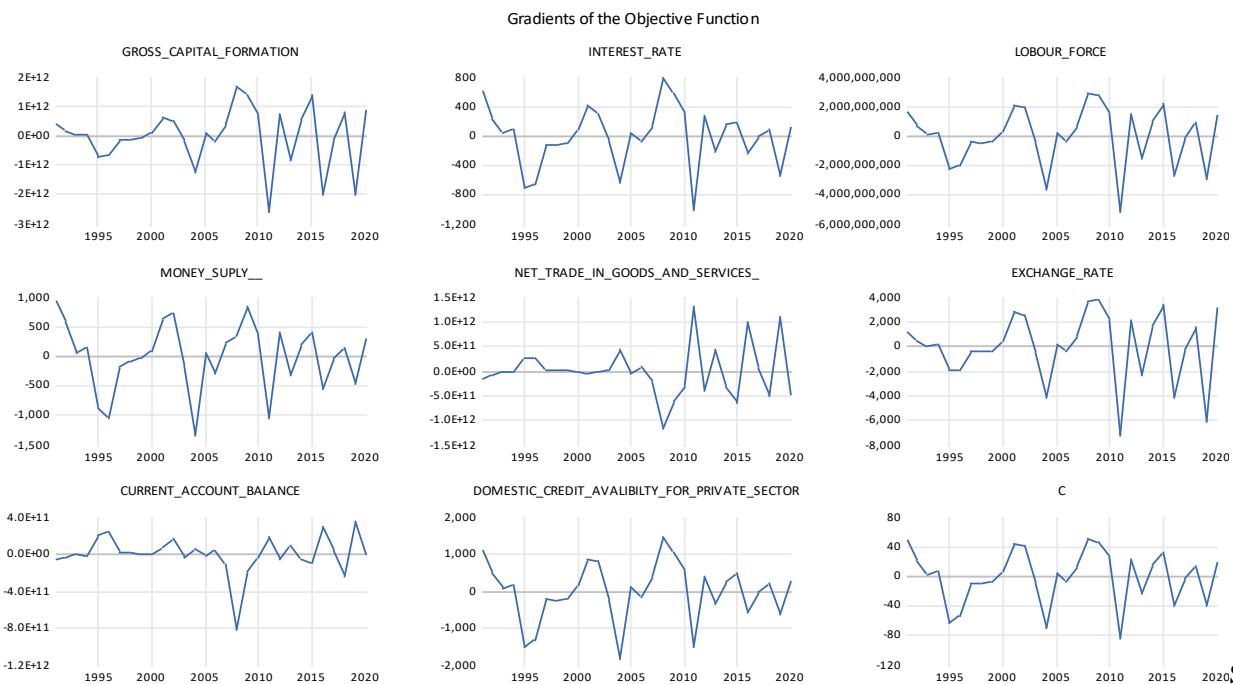 Gradients of the Objective Function
GROSS_CAPITAL_FORMATION
2E+12
1E+12
0E+00
-1E+12
-2E+12
-3E+12
1995 2000 2005 2010 2015 2020
INTEREST_RATE
800
400
0
-400
-800
-1,200
1995 2000 2005 2010 2015 2020
LOBOUR_FORCE
4,000,000,000
2,000,000,000
0
-2,000,000,000
-4,000,000,000
-6,000,000,000
1995 2000 2005 2010 2015 2020
MONEY_SUPLY__
1,000
500
0
-500
-1,000
-1,500
1995 2000 2005 2010 2015 2020
NET_TRADE_IN_GOODS_AND_SERVICES_
1.5E+12
1.0E+12
5.0E+11
0.0E+00
-5.0E+11
-1.0E+12
-1.5E+12
1995 2000 2005 2010 2015 2020
EXCHANGE_RATE
4,000
2,000
0
-2,000
-4,000
-6,000
-8,000
1995 2000 2005 2010 2015 2020
CURRENT_ACCOUNT_BALANCE
4.0E+11
0.0E+00
-4.0E+11
-8.0E+11
-1.2E+12
1995 2000 2005 2010 2015 2020
DOMESTIC_CREDIT_AVALIBILTY_FOR_PRIVATE_SECTOR
2,000
1,000
0
-1,000
-2,000
1995 2000 2005 2010 2015 2020
C
80
40
0
-40
-80
-120
1995 2000 2005 2010 2015 2020